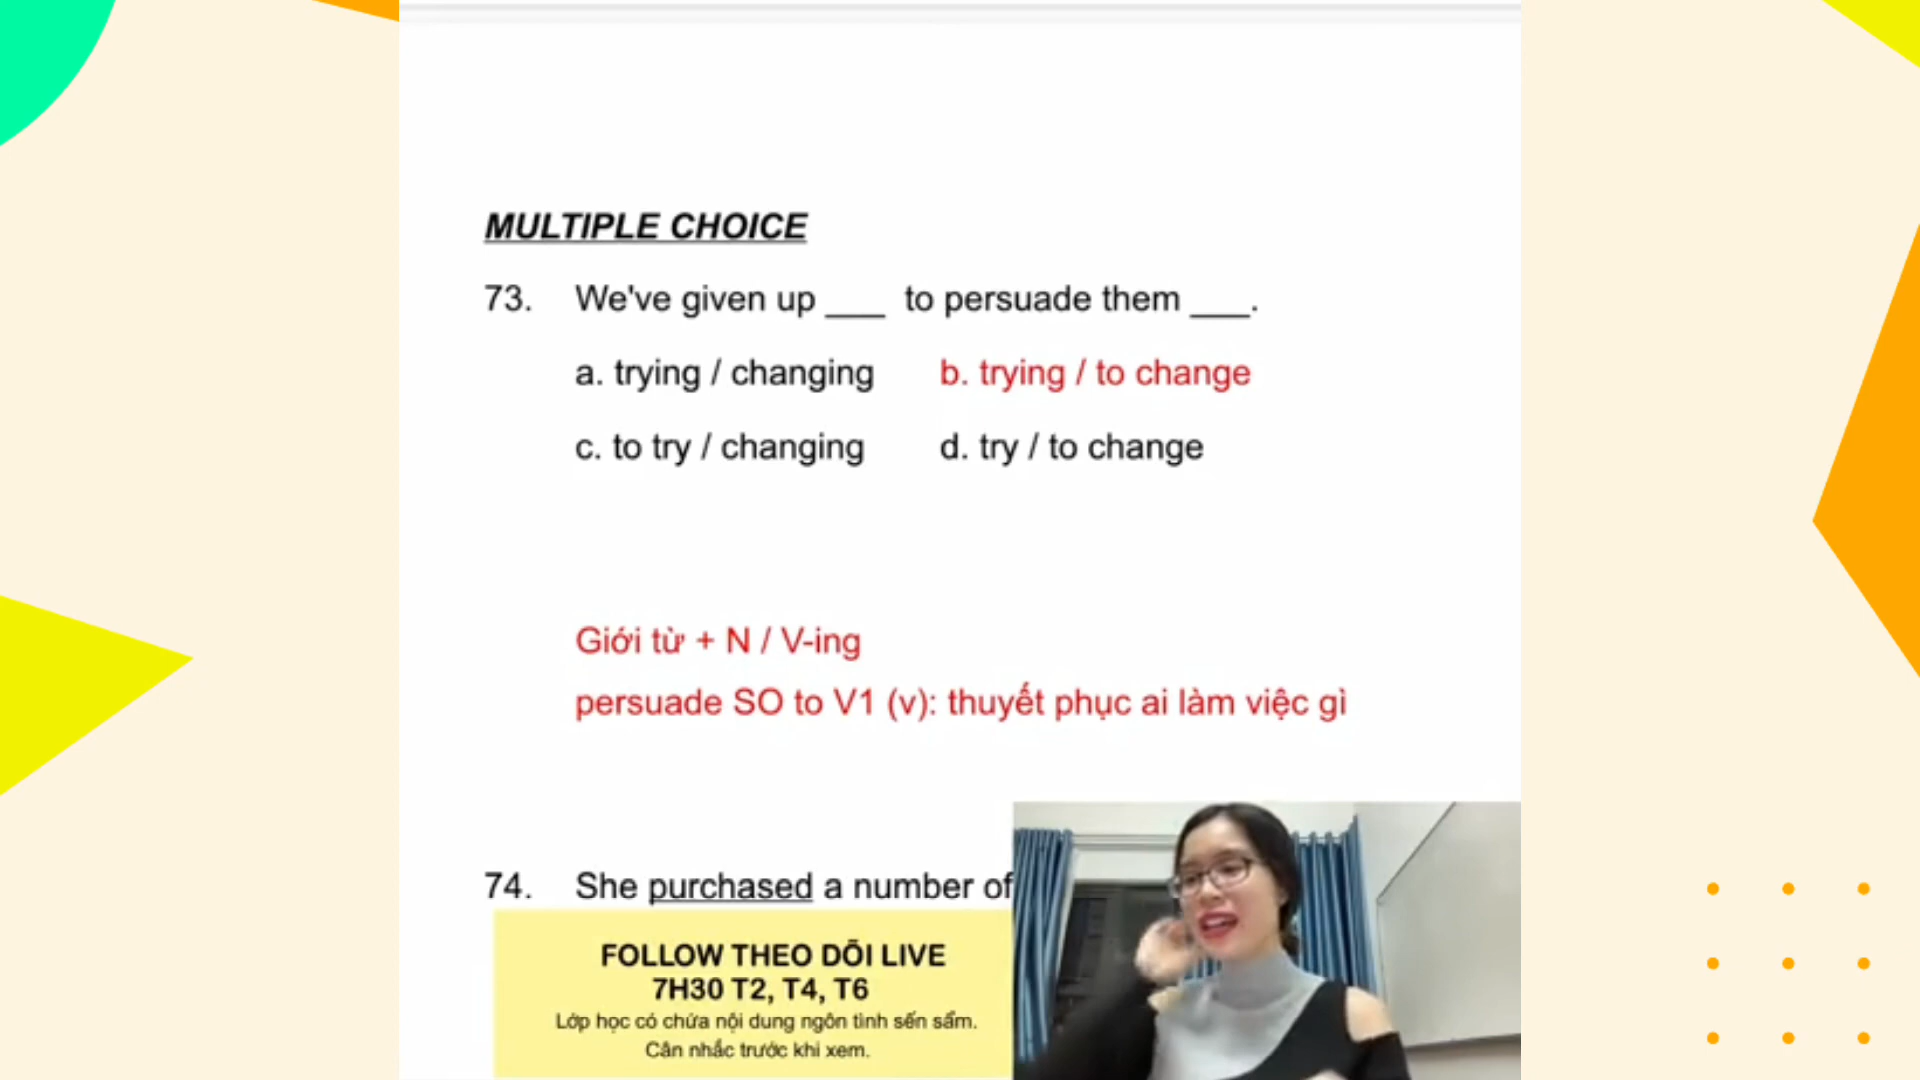 MULTIPLE CHOICE
73. We've given up ___ to persuade them ___.
a. trying / changing b. trying / to change
c. to try / changing d. try / to change
Giới từ + N / V-ing
persuade SO to V1 (v): thuyết phục ai làm việc gì
74. She purchased a number of
FOLLOW THEO DÕI LIVE
7H30 T2, T4, T6
Lớp học có chứa nội dung ngôn tình sến sẩm.
Cân nhắc trước khi xem.